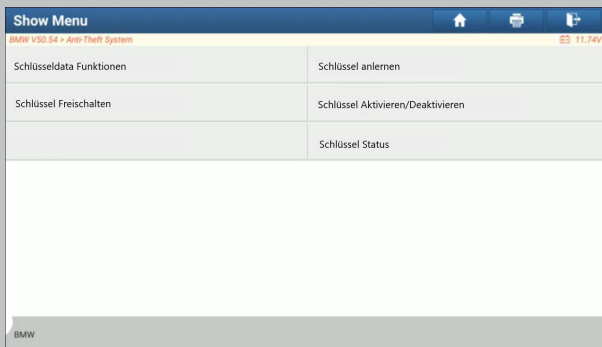 Show Menu
BMW V50.54 > Anti-Theft System
11.74V
Schlüsseldata Funktionen
Schlüssel anlernen
Schlüssel Freischalten
Schlüssel Aktivieren/Deaktivieren
Schlüssel Status
BMW